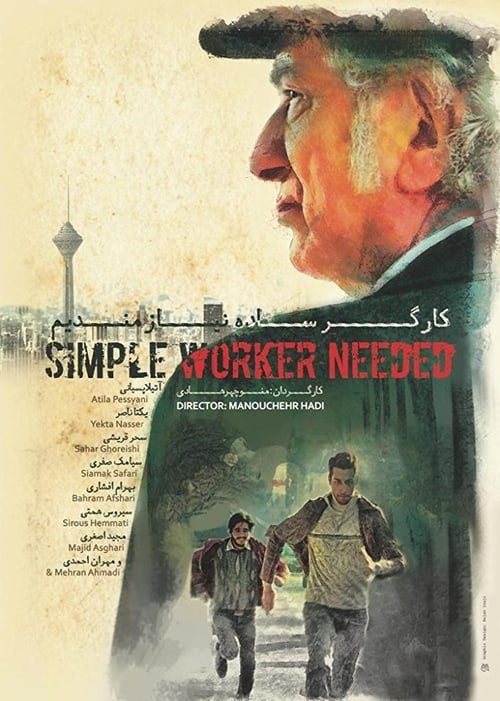 کارگر ساده نیازمندیم
SIMPLE WORKER NEEDED
کارگردان: منوچهر هادی
DIRECTOR: MANOUCHEHR HADI
آتیلا پسیانی
Atila Pessyani
یکتا ناصر
Yekta Nasser
سحر قریشی
Sahar Ghoreishi
سیامک صفری
Siamak Safari
بهرام افشاری
Bahram Afshari
سیروس همتی
Sirous Hemmati
مجید اصغری
Majid Asghari
و مهران احمدی
& Mehran Ahmadi
Graphic Design: